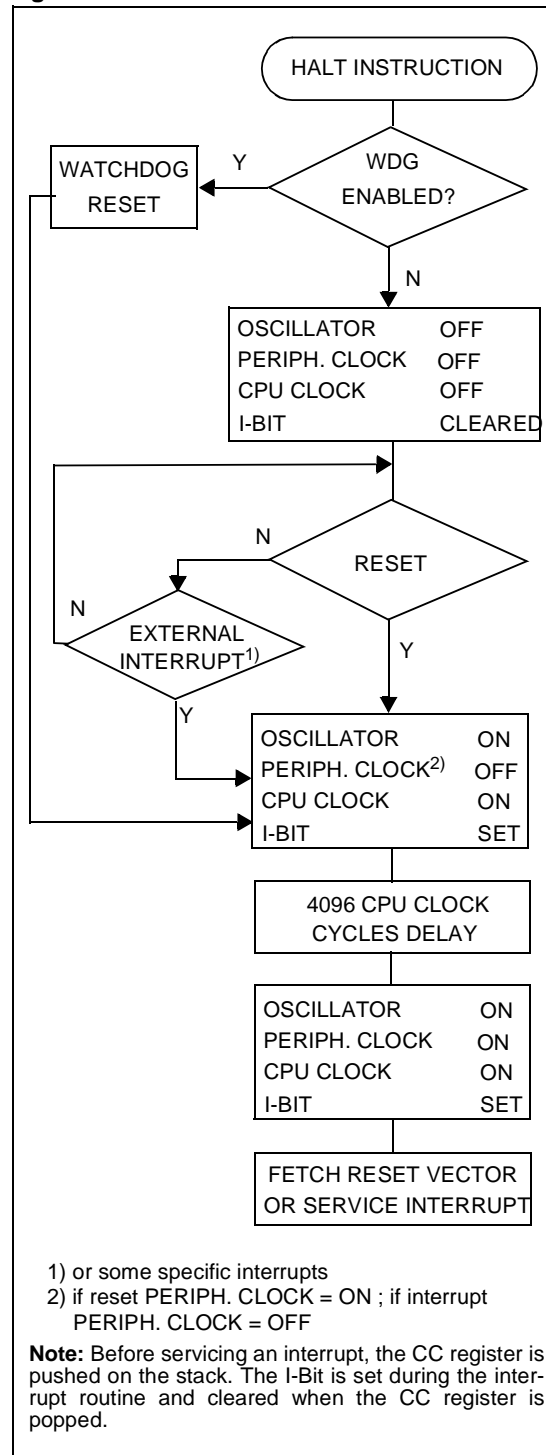 HALT INSTRUCTION
WDG
ENABLED?
Y
WATCHDOG
RESET
N
OSCILLATOR OFF
PERIPH. CLOCK OFF
CPU CLOCK OFF
I-BIT CLEARED
RESET
N
EXTERNAL
INTERRUPT1)
N
Y
Y
OSCILLATOR ON
PERIPH. CLOCK2) OFF
CPU CLOCK ON
I-BIT SET
4096 CPU CLOCK
CYCLES DELAY
OSCILLATOR ON
PERIPH. CLOCK ON
CPU CLOCK ON
I-BIT SET
FETCH RESET VECTOR
OR SERVICE INTERRUPT
1) or some specific interrupts
2) if reset PERIPH. CLOCK = ON ; if interrupt
PERIPH. CLOCK = OFF
Note: Before servicing an interrupt, the CC register is
pushed on the stack. The I-Bit is set during the inter-
rupt routine and cleared when the CC register is
popped.